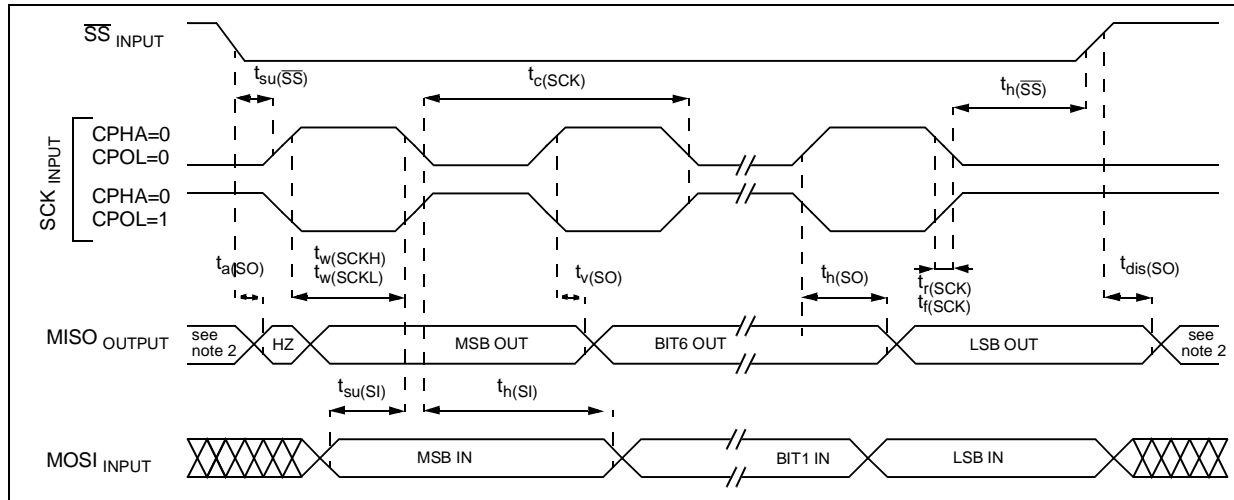 SS INPUT
tsu(SS)
tc(SCK)
th(SS)
SCK INPUT
CPHA=0
CPOL=0
CPHA=0
CPOL=1
ta(SO)
tw(SCKH)
tw(SCKL)
tv(SO)
th(SO)
tr(SCK)
tf(SCK)
tdis(SO)
MISO OUTPUT
see
note 2
HZ
MSB OUT
BIT6 OUT
LSB OUT
see
note 2
tsu(SI)
th(SI)
MOSI INPUT
MSB IN
BIT1 IN
LSB IN